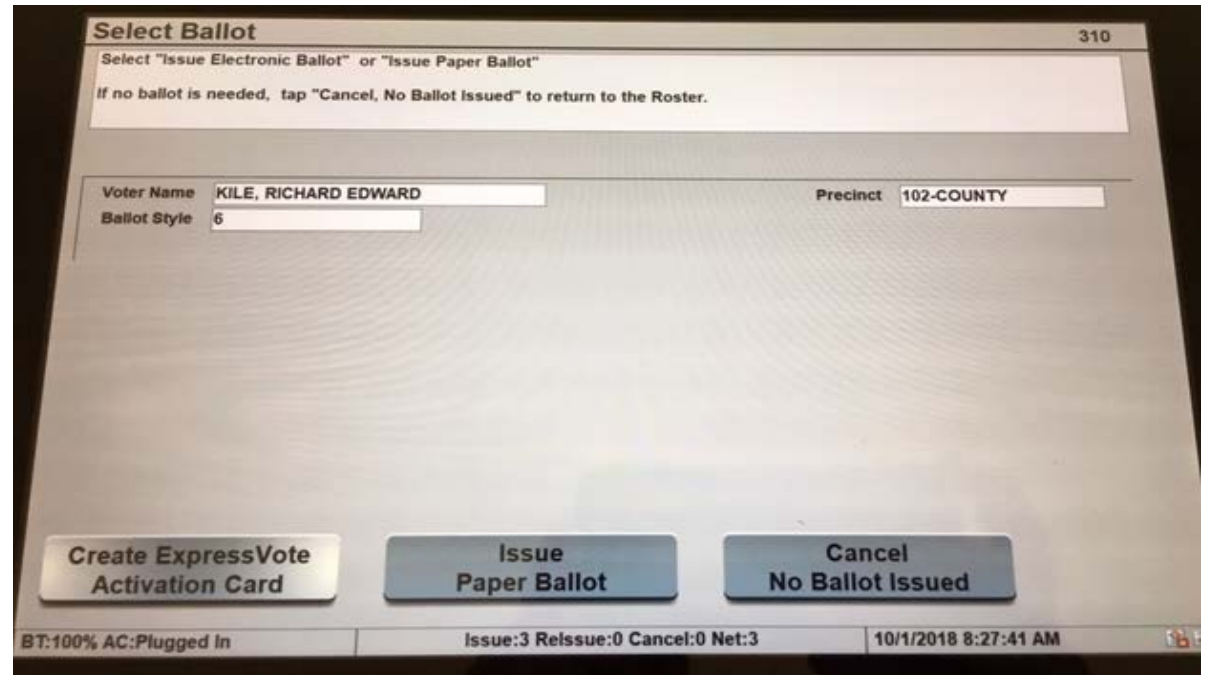 Select Ballot 310
Select "Issue Electronic Ballot" or "Issue Paper Ballot"
If no ballot is needed, tap "Cancel, No Ballot Issued" to return to the Roster.
Voter Name KILE, RICHARD EDWARD Precinct 102-COUNTY
Ballot Style 6
Create ExpressVote Activation Card
Issue Paper Ballot
Cancel No Ballot Issued
BT:100% AC:Plugged In Issue:3 ReIssue:0 Cancel:0 Net:3 10/1/2018 8:27:41 AM